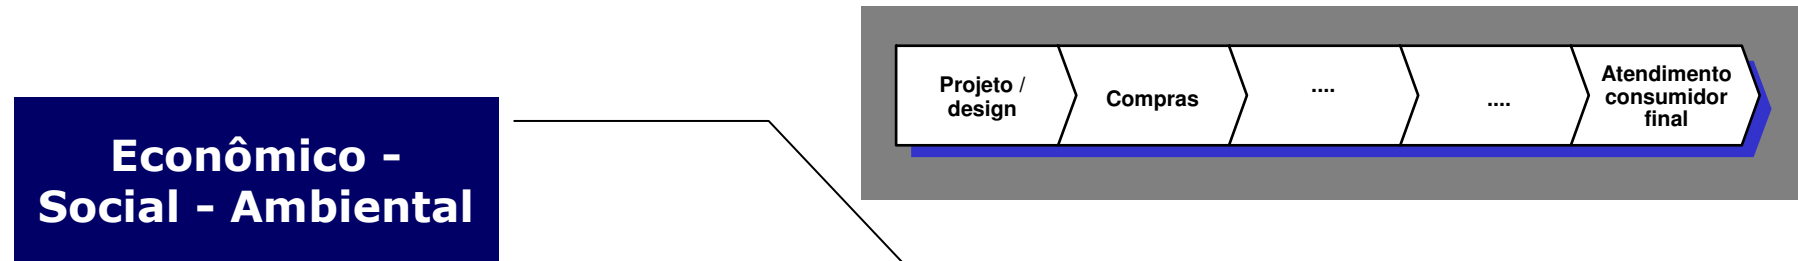 Econômico -
Social - Ambiental
Projeto /
design
Compras
....
....
Atendimento
consumidor
final